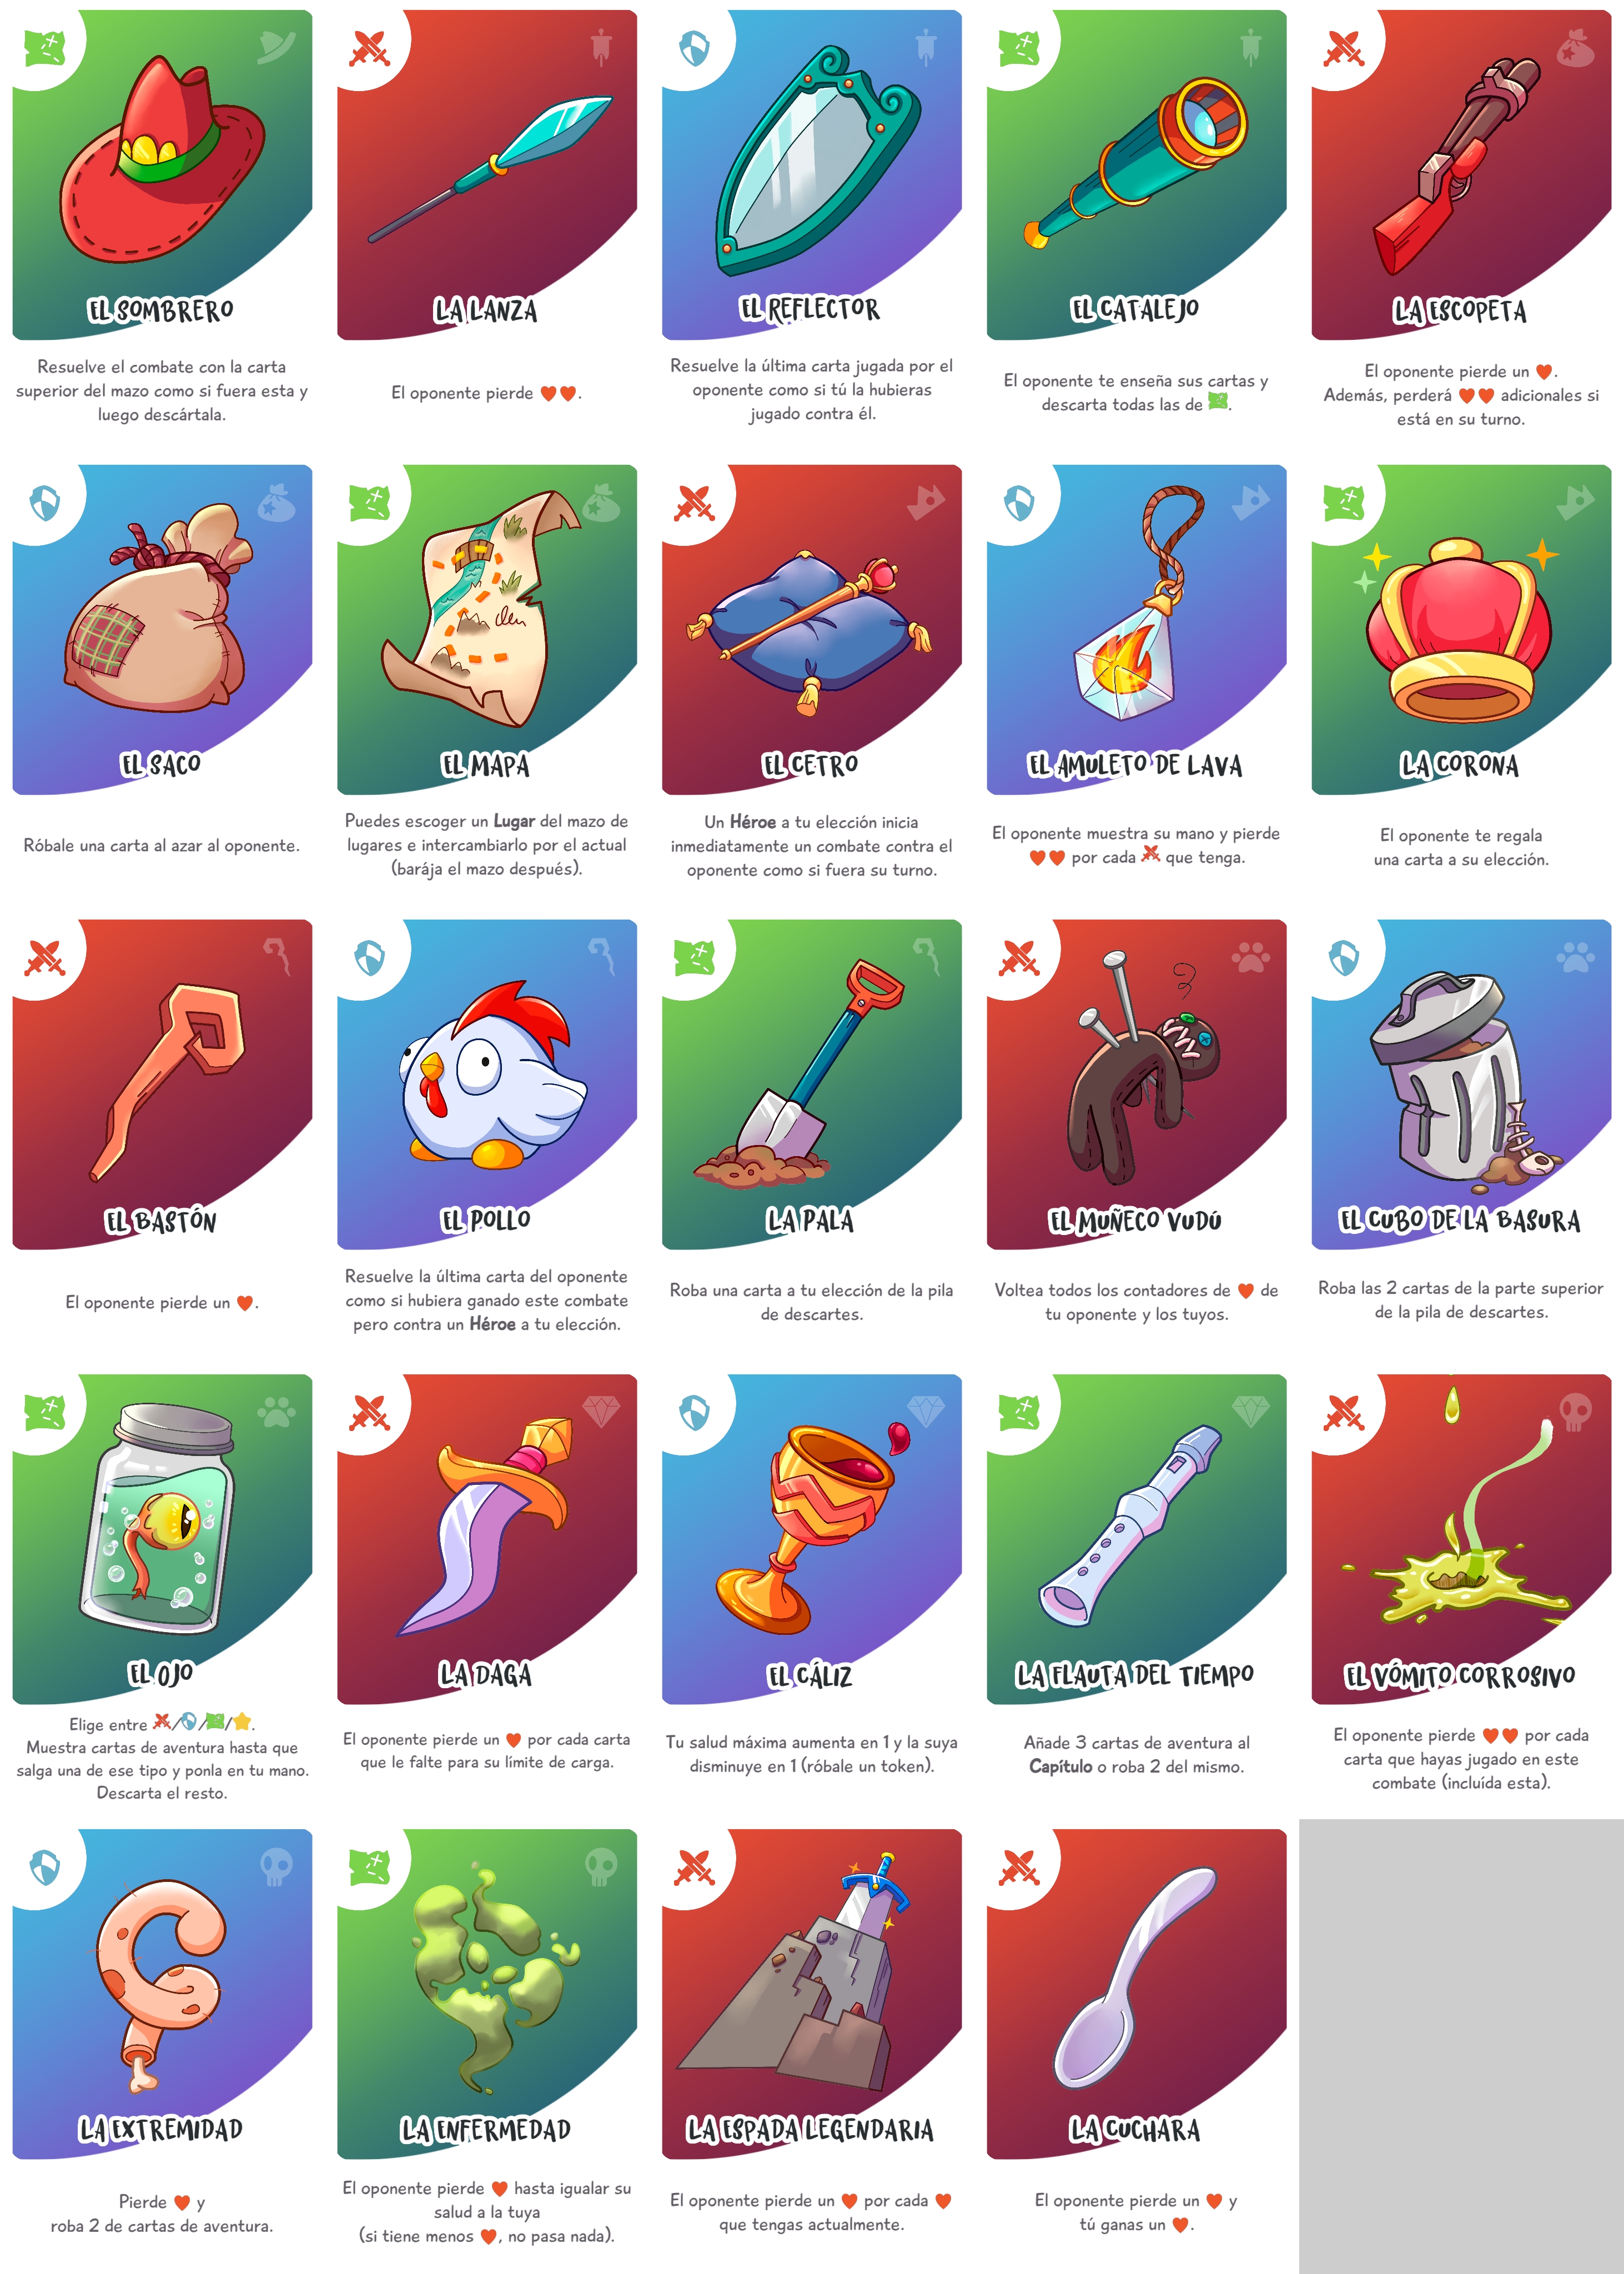 EL SOMBRERO
Resuelve el combate con la carta
superior del mazo como si fuera esta y
luego descártala.
LA LANZA
El oponente pierde ❤❤.
EL REFLECTOR
Resuelve la última carta jugada por el
oponente como si tú la hubieras
jugado contra él.
EL CATALEJO
El oponente te enseña sus cartas y
descarta todas las de .
LA ESCOPETA
El oponente pierde un ❤.
Además, perderá ❤❤ adicionales si
está en su turno.
EL SACO
Róbale una carta al azar al oponente.
EL MAPA
Puedes escoger un Lugar del mazo de
lugares e intercambiarlo por el actual
(barája el mazo después).
EL CETRO
Un Héroe a tu elección inicia
inmediatamente un combate contra el
oponente como si fuera su turno.
EL AMULETO DE LAVA
El oponente muestra su mano y pierde
❤❤ por cada ⚔ que tenga.
LA CORONA
El oponente te regala
una carta a su elección.
EL BASTÓN
El oponente pierde un ❤.
EL POLLO
Resuelve la última carta del oponente
como si hubiera ganado este combate
pero contra un Héroe a tu elección.
LA PALA
Roba una carta a tu elección de la pila
de descartes.
EL MUÑECO VUDÚ
Voltea todos los contadores de ❤ de
tu oponente y los tuyos.
EL CUBO DE LA BASURA
Roba las 2 cartas de la parte superior
de la pila de descartes.
EL OJO
Elige entre ⚔/🛡/🗺/⭐.
Muestra cartas de aventura hasta que
salga una de ese tipo y ponla en tu mano.
Descarta el resto.
LA DAGA
El oponente pierde un ❤ por cada carta
que le falte para su límite de carga.
EL CÁLIZ
Tu salud máxima aumenta en 1 y la suya
disminuye en 1 (róbale un token).
LA FLAUTA DEL TIEMPO
Añade 3 cartas de aventura al
Capítulo o roba 2 del mismo.
EL VÓMITO CORROSIVO
El oponente pierde ❤❤ por cada
carta que hayas jugado en este
combate (incluída esta).
LA EXTREMIDAD
Pierde ❤ y
roba 2 de cartas de aventura.
LA ENFERMEDAD
El oponente pierde ❤ hasta igualar su
salud a la tuya
(si tiene menos ❤, no pasa nada).
LA ESPADA LEGENDARIA
El oponente pierde un ❤ por cada ❤
que tengas actualmente.
LA CUCHARA
El oponente pierde un ❤ y
tú ganas un ❤.